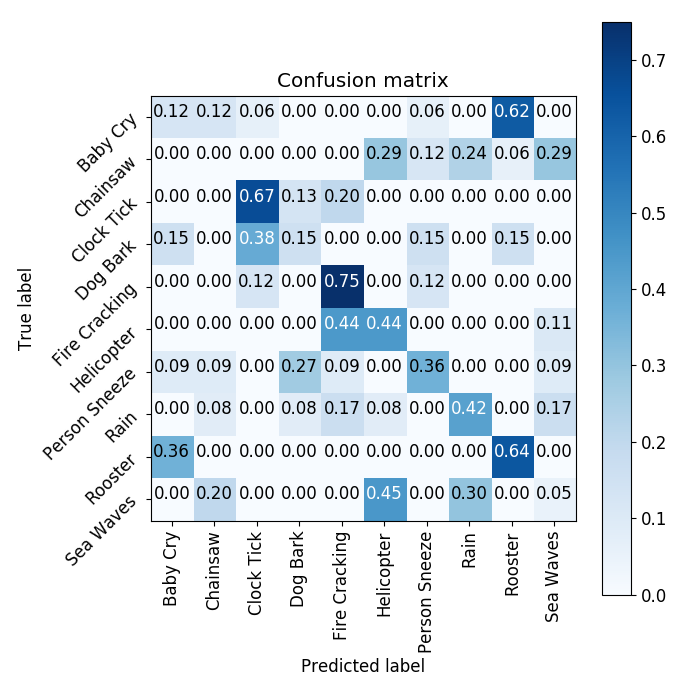 Confusion matrix
True label
Baby Cry 0.12 0.12 0.06 0.00 0.00 0.00 0.06 0.00 0.62 0.00
Chainsaw 0.00 0.00 0.00 0.00 0.00 0.29 0.12 0.24 0.06 0.29
Clock Tick 0.00 0.00 0.67 0.13 0.20 0.00 0.00 0.00 0.00 0.00
Dog Bark 0.15 0.00 0.38 0.15 0.00 0.00 0.15 0.00 0.15 0.00
Fire Cracking 0.00 0.00 0.12 0.00 0.75 0.00 0.12 0.00 0.00 0.00
Helicopter 0.00 0.00 0.00 0.00 0.44 0.44 0.00 0.00 0.00 0.11
Person Sneeze 0.09 0.09 0.00 0.27 0.09 0.00 0.36 0.00 0.00 0.09
Rain 0.00 0.08 0.00 0.08 0.17 0.08 0.00 0.42 0.00 0.17
Rooster 0.36 0.00 0.00 0.00 0.00 0.00 0.00 0.00 0.64 0.00
Sea Waves 0.00 0.20 0.00 0.00 0.00 0.45 0.00 0.30 0.00 0.05
Baby Cry
Chainsaw
Clock Tick
Dog Bark
Fire Cracking
Helicopter
Person Sneeze
Rain
Rooster
Sea Waves
Predicted label
0.7
0.6
0.5
0.4
0.3
0.2
0.1
0.0